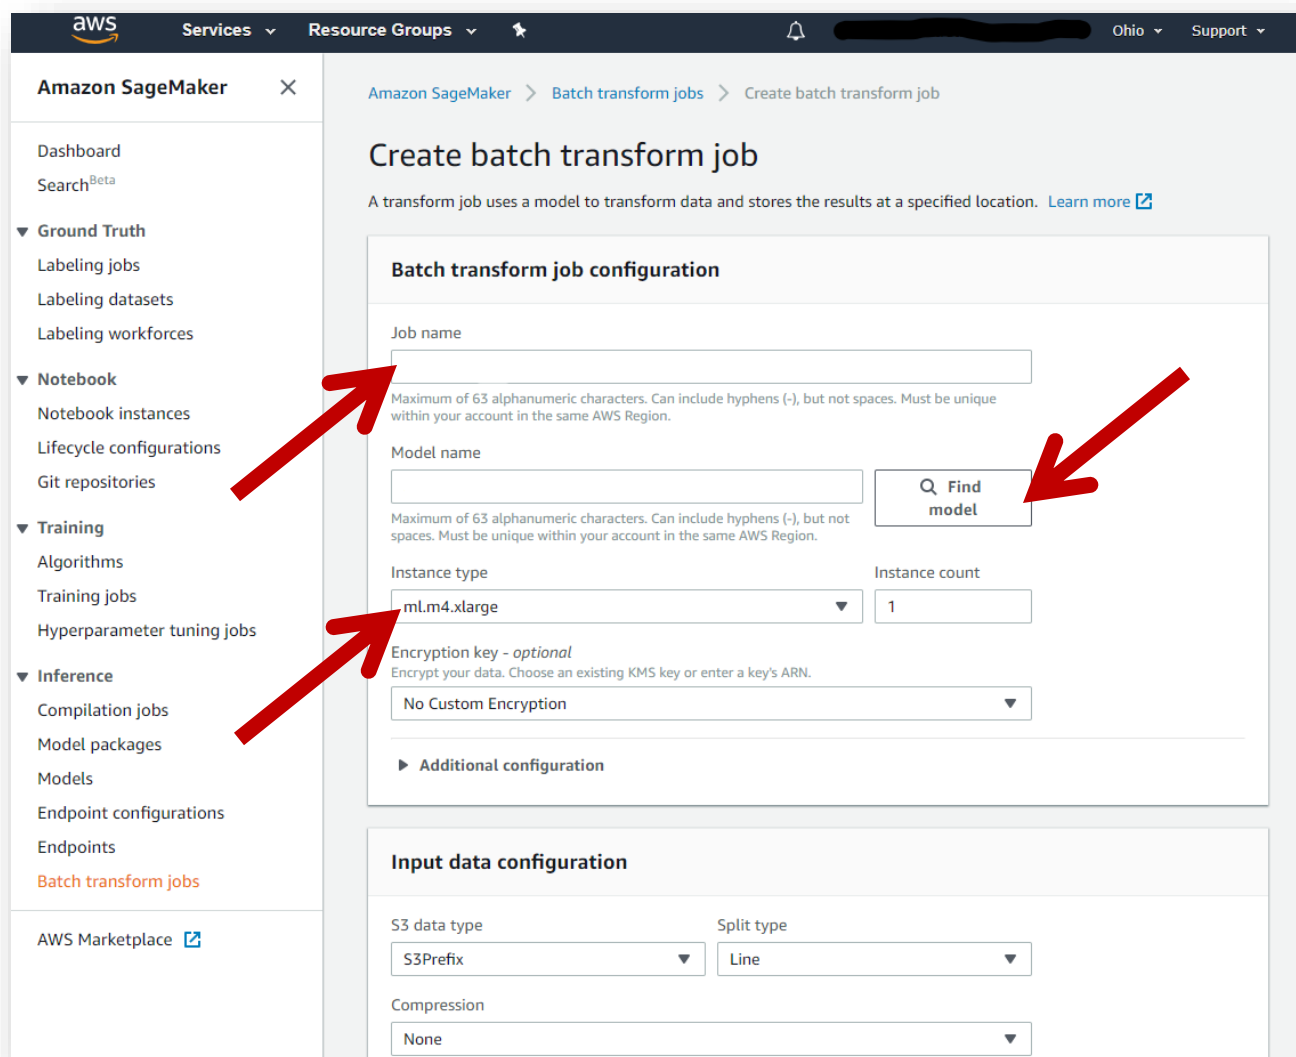 aws
Services
Resource Groups
Ohio
Support
Amazon SageMaker
Dashboard
Search Beta
Ground Truth
Labeling jobs
Labeling datasets
Labeling workforces
Notebook
Notebook instances
Lifecycle configurations
Git repositories
Training
Algorithms
Training jobs
Hyperparameter tuning jobs
Inference
Compilation jobs
Model packages
Models
Endpoint configurations
Endpoints
Batch transform jobs
AWS Marketplace
Amazon SageMaker > Batch transform jobs > Create batch transform job
Create batch transform job
A transform job uses a model to transform data and stores the results at a specified location. Learn more
Batch transform job configuration
Job name
Maximum of 63 alphanumeric characters. Can include hyphens (-), but not spaces. Must be unique
within your account in the same AWS Region.
Model name
Find
model
Maximum of 63 alphanumeric characters. Can include hyphens (-), but not
spaces. Must be unique within your account in the same AWS Region.
Instance type
Instance count
ml.m4.xlarge
1
Encryption key - optional
Encrypt your data. Choose an existing KMS key or enter a key's ARN.
No Custom Encryption
Additional configuration
Input data configuration
S3 data type
Split type
S3Prefix
Line
Compression
None